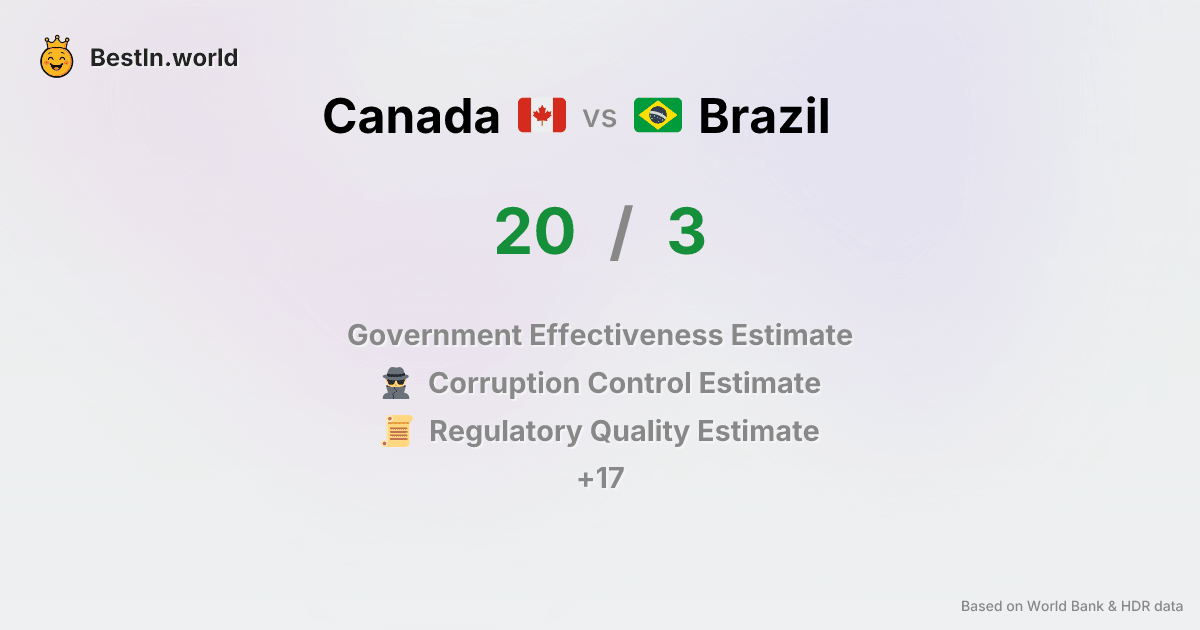 BestIn.world
Canada vs Brazil
20 / 3
Government Effectiveness Estimate
Corruption Control Estimate
Regulatory Quality Estimate
+17
Based on World Bank & HDR data